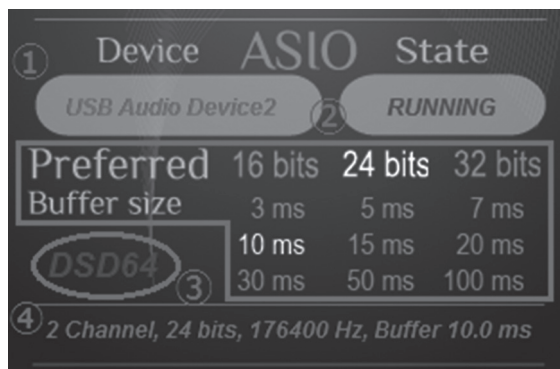 ① Device ASIO State
USB Audio Device2 ② RUNNING
Preferred 16 bits 24 bits 32 bits
Buffer size 3 ms 5 ms 7 ms
10 ms 15 ms 20 ms
DSD64 ③ 30 ms 50 ms 100 ms
④ 2 Channel, 24 bits, 176400 Hz, Buffer 10.0 ms